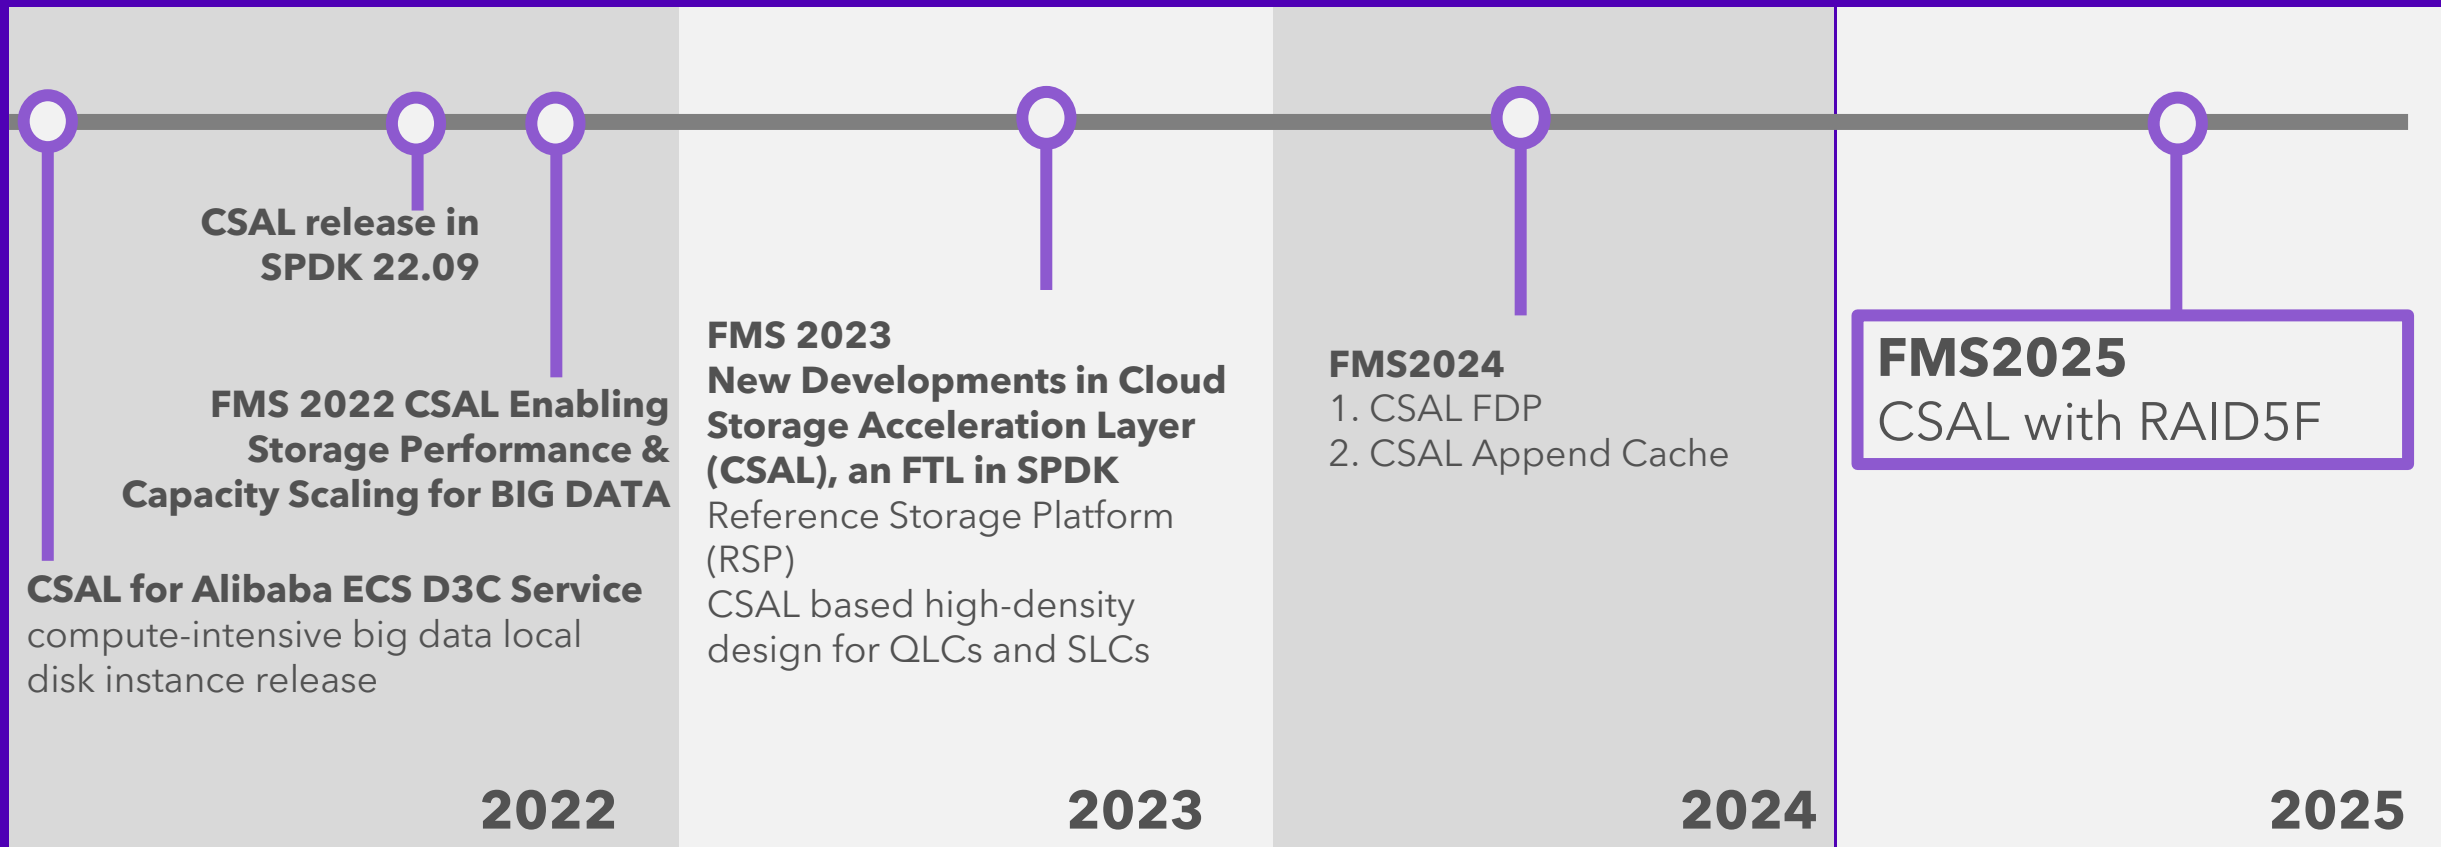 CSAL release in
SPDK 22.09
FMS 2022 CSAL Enabling
Storage Performance &
Capacity Scaling for BIG DATA
CSAL for Alibaba ECS D3C Service
compute-intensive big data local
disk instance release
2022
FMS 2023
New Developments in Cloud
Storage Acceleration Layer
(CSAL), an FTL in SPDK
Reference Storage Platform
(RSP)
CSAL based high-density
design for QLCs and SLCs
2023
FMS2024
1. CSAL FDP
2. CSAL Append Cache
2024
FMS2025
CSAL with RAID5F
2025